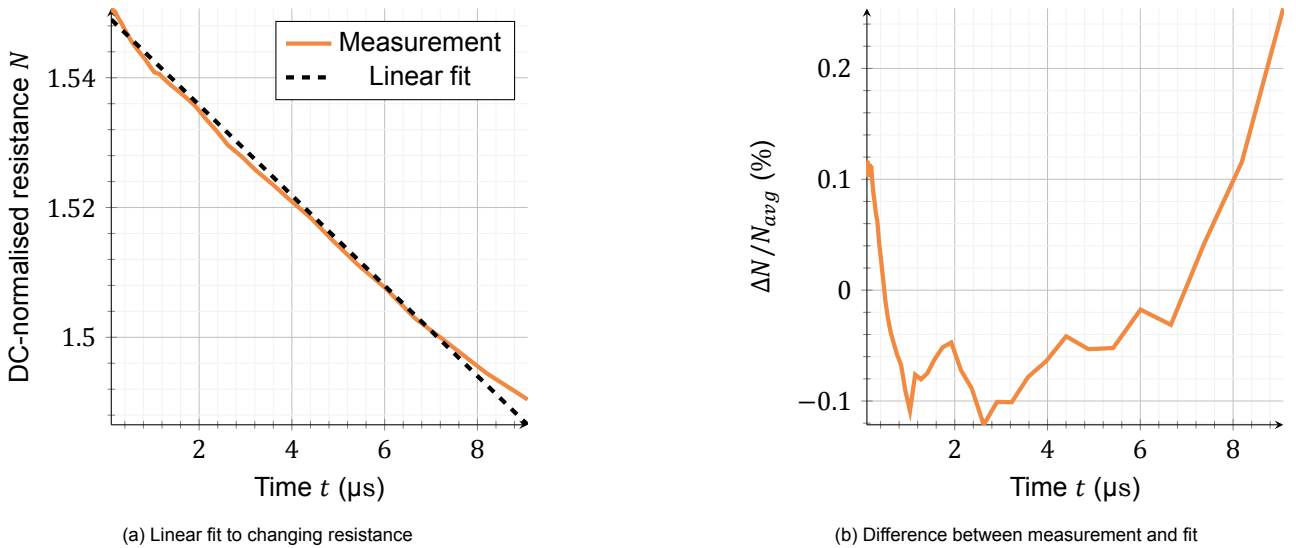 DC-normalised resistance N
1.54
1.52
1.5
Measurement
Linear fit
2 4 6 8
Time t (μs)
(a) Linear fit to changing resistance
ΔN/N_avg (%)
0.2
0.1
0
−0.1
2 4 6 8
Time t (μs)
(b) Difference between measurement and fit